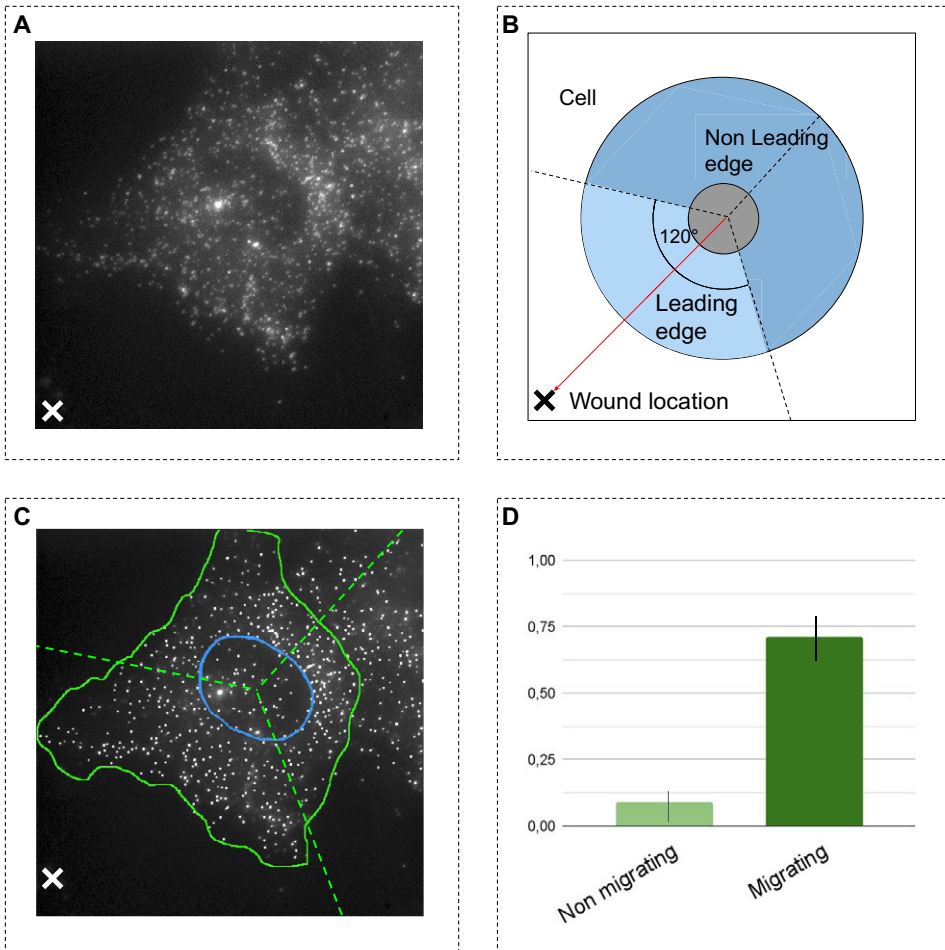 A
B
Cell
Non Leading
edge
120°
Leading
edge
Wound location
C
D
1,00
0,75
0,50
0,25
0,00
Non migrating
Migrating